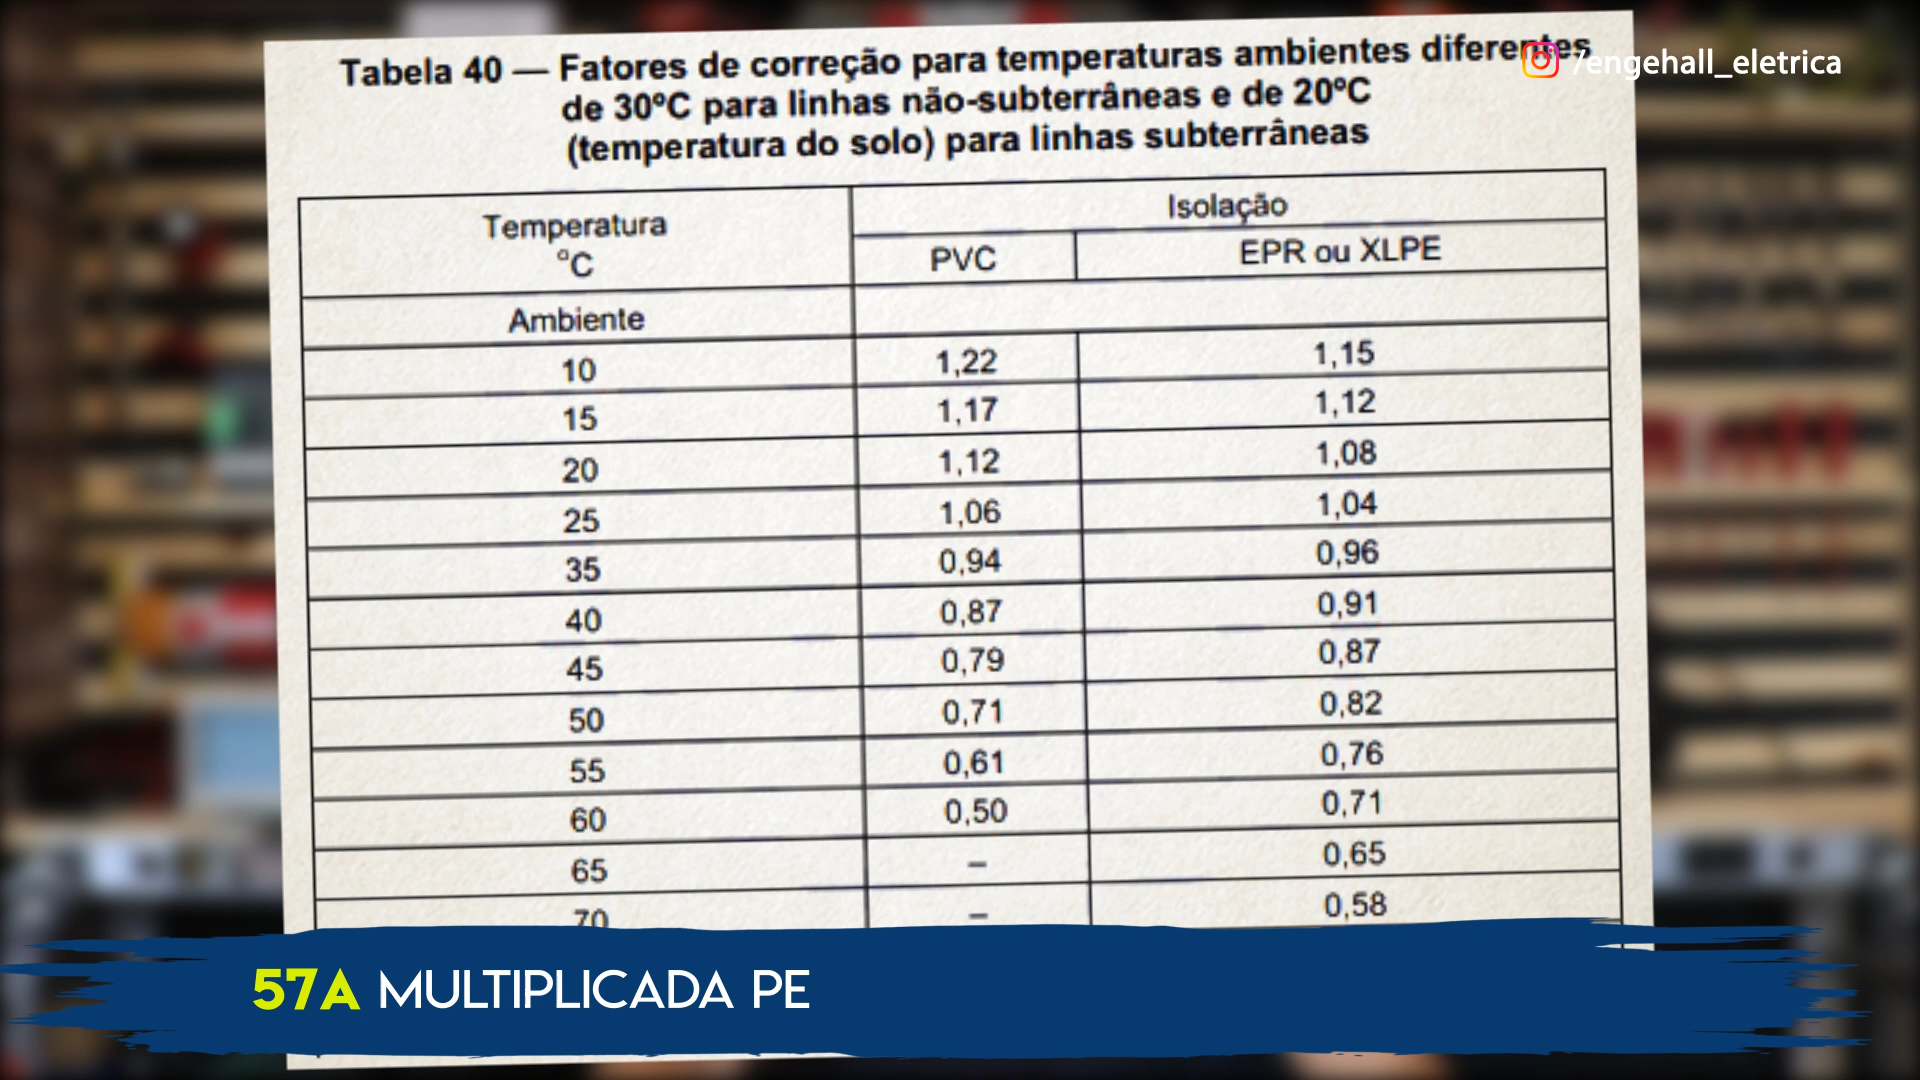 Tabela 40 — Fatores de correção para temperaturas ambientes diferentes
de 30ºC para linhas não-subterrâneas e de 20ºC
(temperatura do solo) para linhas subterrâneas
/engehall_eletrica
Temperatura
ºC
Isolação
PVC
EPR ou XLPE
Ambiente
10 1,22 1,15
15 1,17 1,12
20 1,12 1,08
25 1,06 1,04
35 0,94 0,96
40 0,87 0,91
45 0,79 0,87
50 0,71 0,82
55 0,61 0,76
60 0,50 0,71
65 – 0,65
70 – 0,58
57A MULTIPLICADA PE